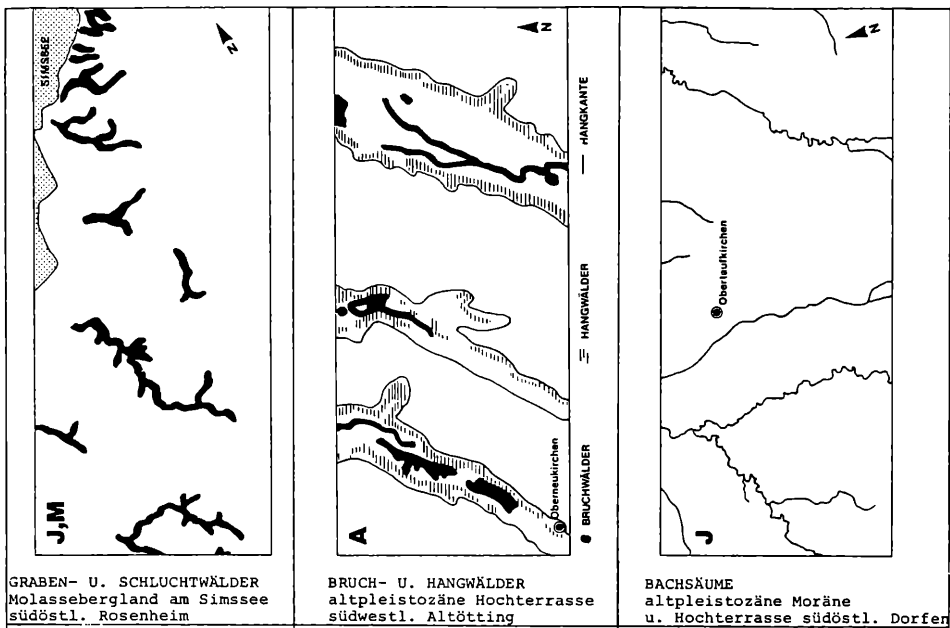 SIMSSEE
N
J,M
GRABEN- U. SCHLUCHTWÄLDER
Molassebergland am Simssee
südöstl. Rosenheim
N
HANGKANTE
HANGWÄLDER
BRUCHWÄLDER
Oberneukirchen
A
BRUCH- U. HANGWÄLDER
altpleistozäne Hochterrasse
südwestl. Altötting
N
Obertaufkirchen
J
BACHSÄUME
altpleistozäne Moräne
u. Hochterrasse südöstl. Dorfen